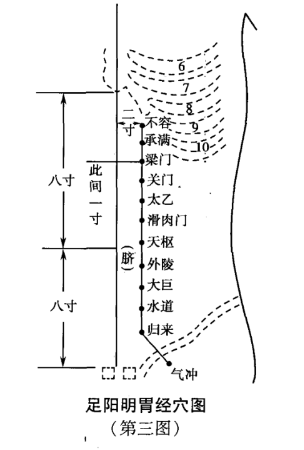 6
7
8
9
10
二寸
不容
承满
梁门
关门
太乙
滑肉门
天枢
外陵
大巨
水道
归来
气冲
八寸
此间一寸
(脐)
八寸
足阳明胃经穴图
(第三图)